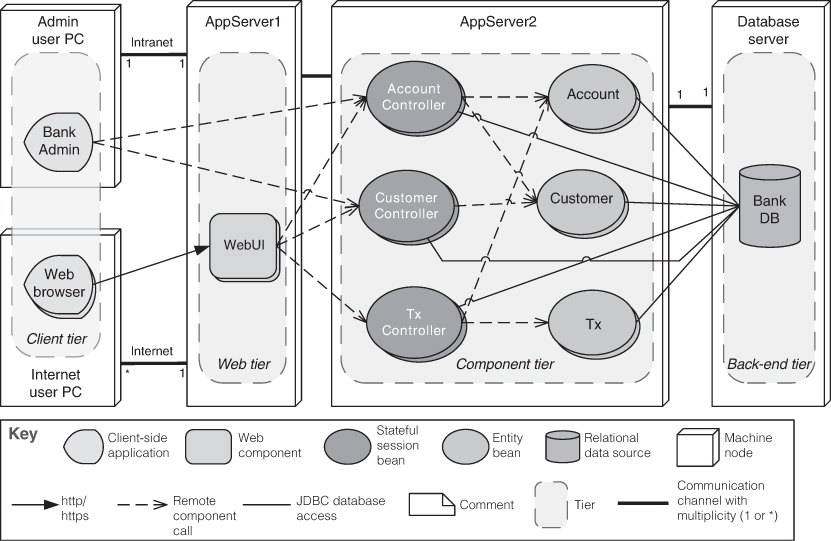 Admin
user PC
Intranet
1
1
AppServer1
AppServer2
Database
server
1
1
Bank
Admin
Account
Controller
Account
Customer
Controller
Customer
Bank
DB
WebUI
Web
browser
Tx
Controller
Tx
Client tier
Internet
*
1
Web tier
Component tier
Back-end tier
Internet
user PC
Key
Client-side
application
Web
component
Stateful
session
bean
Entity
bean
Relational
data source
Machine
node
http/
https
Remote
component
call
JDBC database
access
Comment
Tier
Communication
channel with
multiplicity (1 or *)